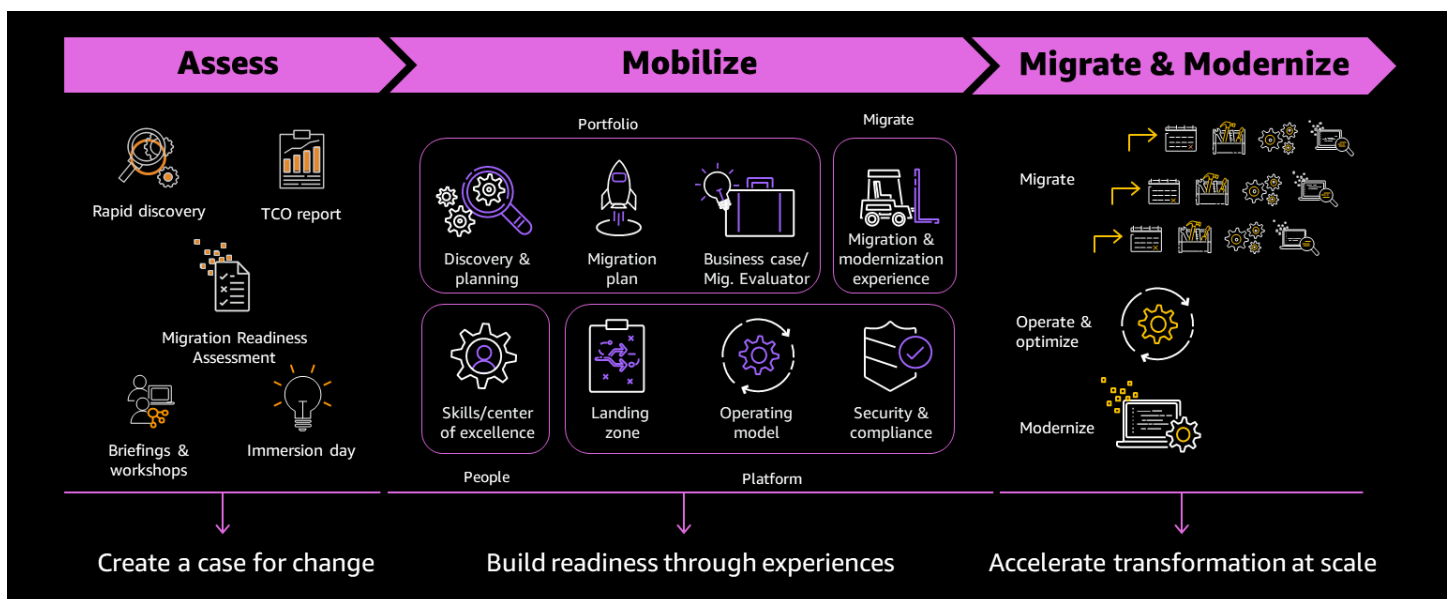 Assess
Mobilize
Migrate & Modernize
Rapid discovery
TCO report
Migration Readiness
Assessment
Briefings &
workshops
Immersion day
Portfolio
Discovery &
planning
Migration
plan
Business case/
Mig. Evaluator
Migrate
Migration &
modernization
experience
Skills/center
of excellence
People
Landing
zone
Operating
model
Security &
compliance
Platform
Migrate
Operate &
optimize
Modernize
Create a case for change
Build readiness through experiences
Accelerate transformation at scale